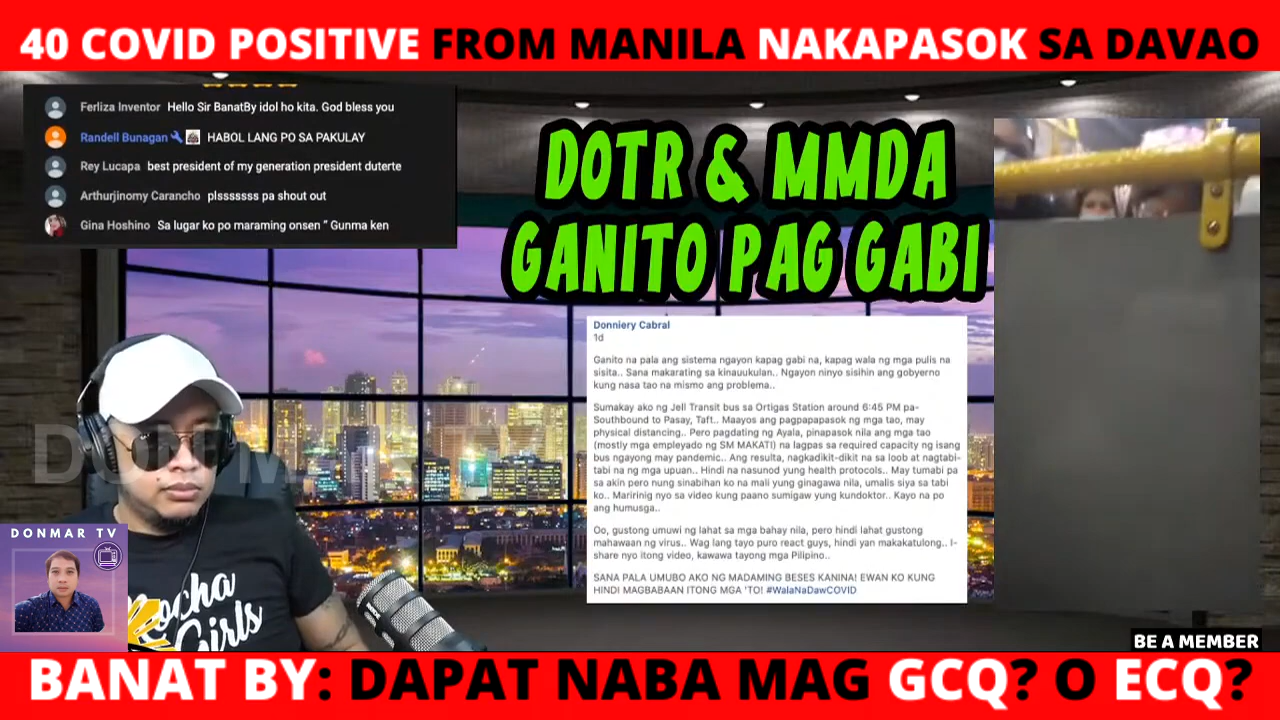 40 COVID POSITIVE FROM MANILA NAKAPASOK SA DAVAO
Ferliza Inventor Hello Sir BanatBy idol ho kita. God bless you
Randell Bunagan HABOL LANG PO SA PAKULAY
Rey Lucapa best president of my generation president duterte
Arthurjinomy Carancho plsssssss pa shout out
Gina Hoshino Sa lugar ko po maraming onsen “ Gunma ken
DOTR & MMDA
GANITO PAG GABI
Donniery Cabral
1d
Ganito na pala ang sistema ngayon kapag gabi na, kapag wala ng mga pulis na
sisita.. Sana makarating sa kinauukulan.. Ngayon ninyo sisihin ang gobyerno
kung nasa tao na mismo ang problema..
Sumakay ako ng Jell Transit bus sa Ortigas Station around 6:45 PM pa-
Southbound to Pasay, Taft.. Maayos ang pagpapapasok ng mga tao, may
physical distancing.. Pero pagdating ng Ayala, pinapasok nila ang mga tao
(mostly mga empleyado ng SM MAKATI) na lagpas sa required capacity ng isang
bus ngayong may pandemic.. Ang resulta, nagkadikit-dikit na sa loob at nagtabi-
tabi na ng mga upuan.. Hindi na nasunod yung health protocols.. May tumabi pa
sa akin pero nung sinabihan ko na mali yung ginagawa nila, umalis siya sa tabi
ko.. Maririnig nyo sa video kung paano sumigaw yung kundoktor.. Kayo na po
ang humusga..
Oo, gustong umuwi ng lahat sa mga bahay nila, pero hindi lahat gustong
mahawaan ng virus.. Wag lang tayo puro react guys, hindi yan makakatulong.. I-
share nyo itong video, kawawa tayong mga Pilipino..
SANA PALA UMUBO AKO NG MADAMING BESES KANINA! EWAN KO KUNG
HINDI MAGBABAAN ITONG MGA 'TO! #WalaNaDawCOVID
DONMAR TV
Mocha
Girls
BE A MEMBER
BANAT BY: DAPAT NABA MAG GCQ? O ECQ?